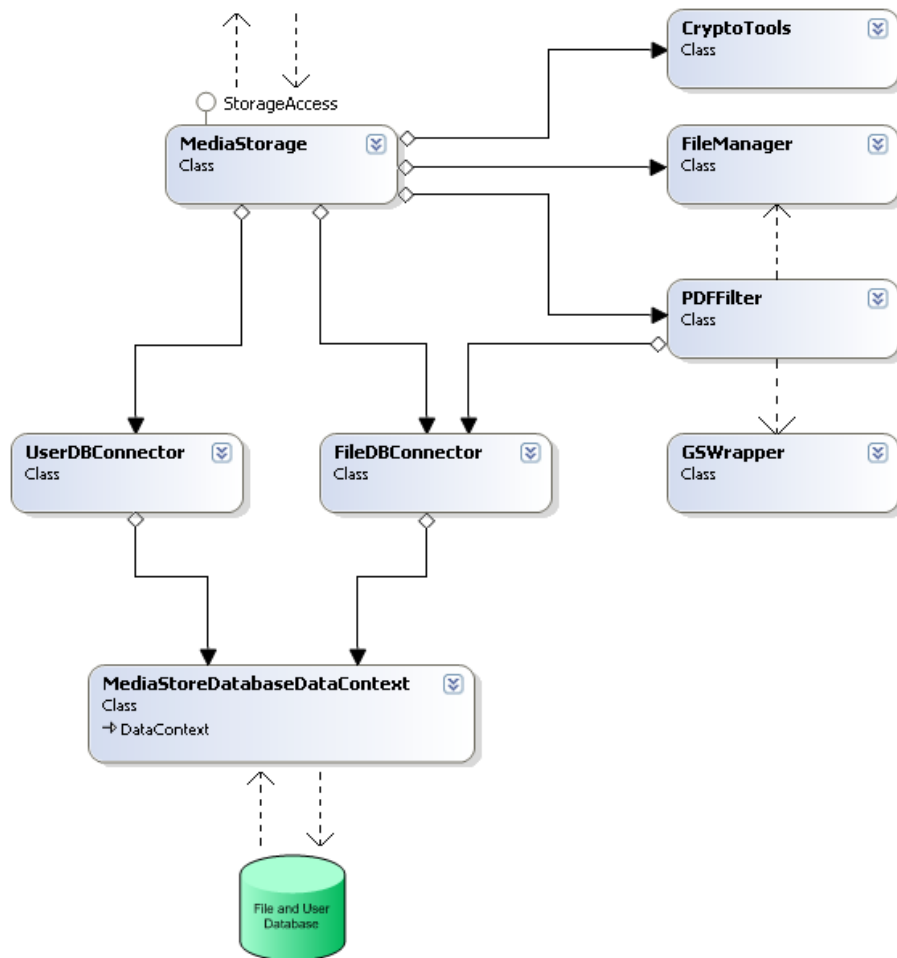 CryptoTools
Class
StorageAccess
MediaStorage
Class
FileManager
Class
PDFFilter
Class
UserDBConnector
Class
FileDBConnector
Class
GSWrapper
Class
MediaStoreDatabaseDataContext
Class
DataContext
File and User
Database